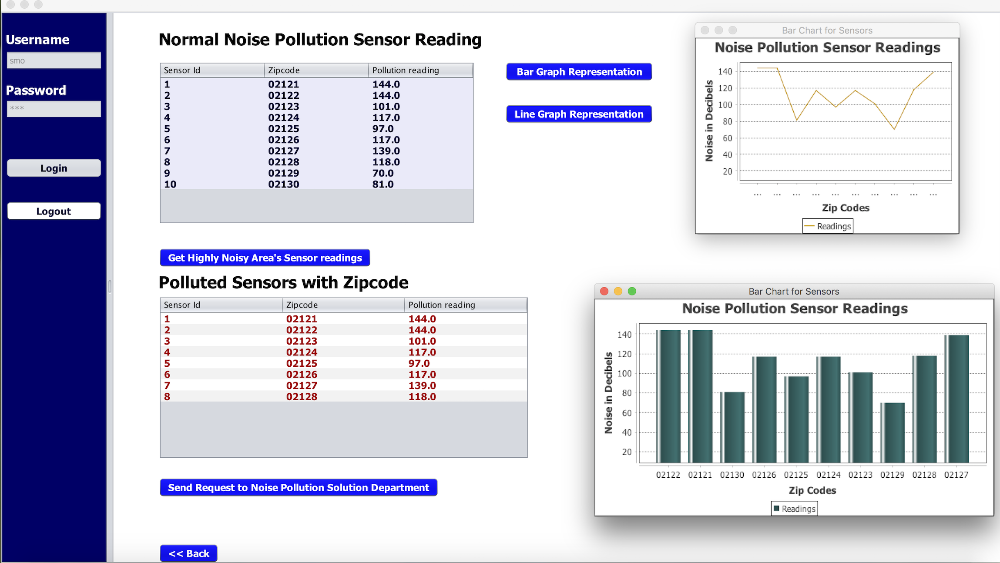 Username
smo
Password
***
Login
Logout
Normal Noise Pollution Sensor Reading
Sensor Id Zipcode Pollution reading
1 02121 144.0
2 02122 144.0
3 02123 101.0
4 02124 117.0
5 02125 97.0
6 02126 117.0
7 02127 139.0
8 02128 118.0
9 02129 70.0
10 02130 81.0
Bar Graph Representation
Line Graph Representation
Get Highly Noisy Area's Sensor readings
Polluted Sensors with Zipcode
Sensor Id Zipcode Pollution reading
1 02121 144.0
2 02122 144.0
3 02123 101.0
4 02124 117.0
5 02125 97.0
6 02126 117.0
7 02127 139.0
8 02128 118.0
Send Request to Noise Pollution Solution Department
<< Back
Bar Chart for Sensors
Noise Pollution Sensor Readings
Noise in Decibels
140
120
100
80
60
40
20
... ... ... ... ... ... ... ... ... ...
Zip Codes
Readings
Bar Chart for Sensors
Noise Pollution Sensor Readings
Noise in Decibels
140
120
100
80
60
40
20
02122 02121 02130 02126 02125 02124 02123 02129 02128 02127
Zip Codes
Readings